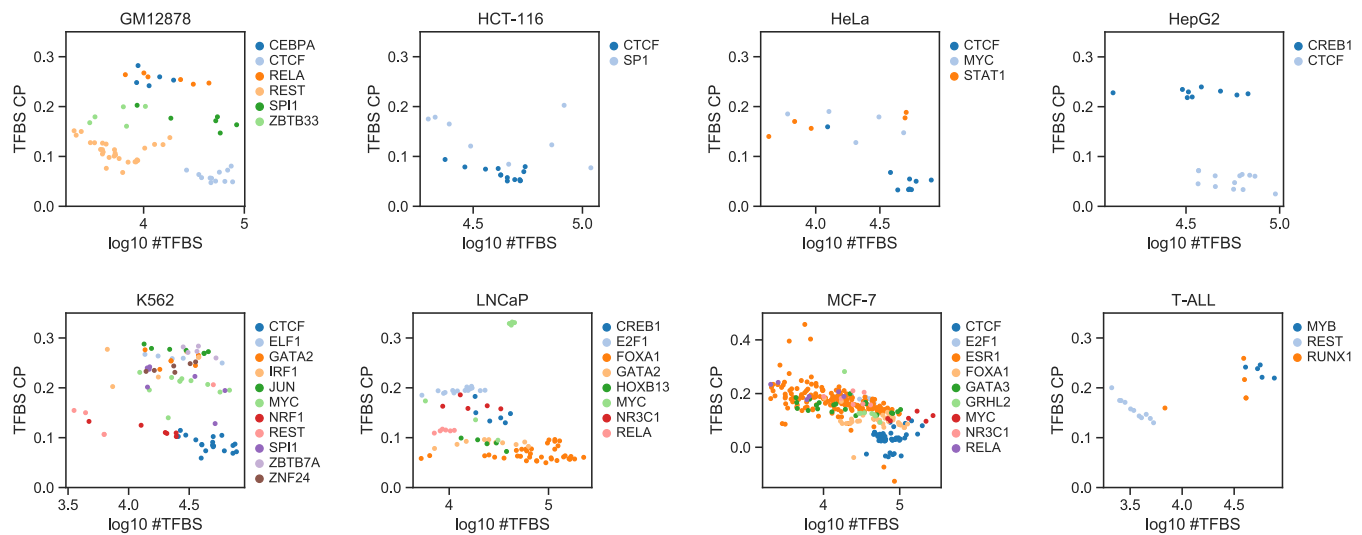 GM12878
TFBS CP
0.3
0.2
0.1
0.0
4
5
log10 #TFBS
CEBPA
CTCF
RELA
REST
SPI1
ZBTB33
HCT-116
TFBS CP
0.3
0.2
0.1
0.0
4.5
5.0
log10 #TFBS
CTCF
SP1
HeLa
TFBS CP
0.3
0.2
0.1
0.0
4.0
4.5
log10 #TFBS
CTCF
MYC
STAT1
HepG2
TFBS CP
0.3
0.2
0.1
0.0
4.5
5.0
log10 #TFBS
CREB1
CTCF
K562
TFBS CP
0.3
0.2
0.1
0.0
3.5
4.0
4.5
log10 #TFBS
CTCF
ELF1
GATA2
IRF1
JUN
MYC
NRF1
REST
SPI1
ZBTB7A
ZNF24
LNCaP
TFBS CP
0.3
0.2
0.1
0.0
4
5
log10 #TFBS
CREB1
E2F1
FOXA1
GATA2
HOXB13
MYC
NR3C1
RELA
MCF-7
TFBS CP
0.4
0.2
0.0
4
5
log10 #TFBS
CTCF
E2F1
ESR1
FOXA1
GATA3
GRHL2
MYC
NR3C1
RELA
T-ALL
TFBS CP
0.3
0.2
0.1
0.0
3.5
4.0
4.5
log10 #TFBS
MYB
REST
RUNX1